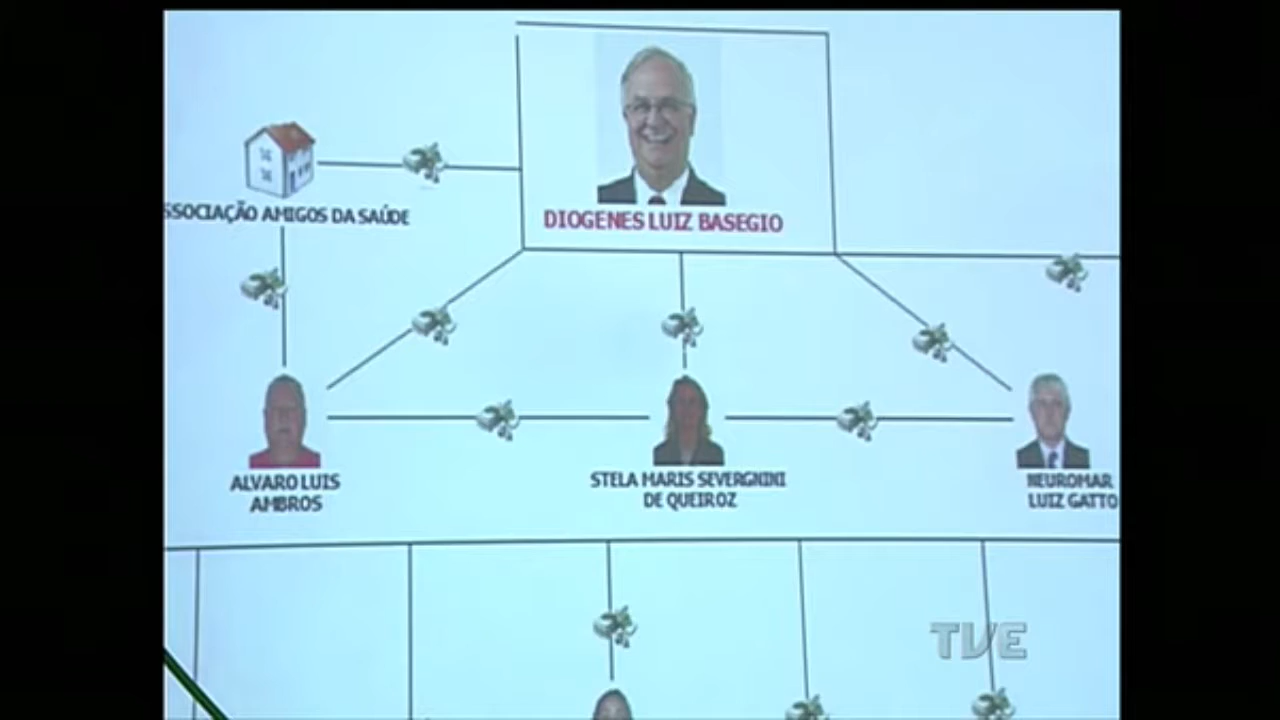 DIOGENES LUIZ BASEGIO
SSOCIAÇÃO AMIGOS DA SAÚDE
ALVARO LUIS
AMBROS
STELA MARIS SEVERGNINI
DE QUEIROZ
NEUROMAR
LUIZ GATTO
TVE